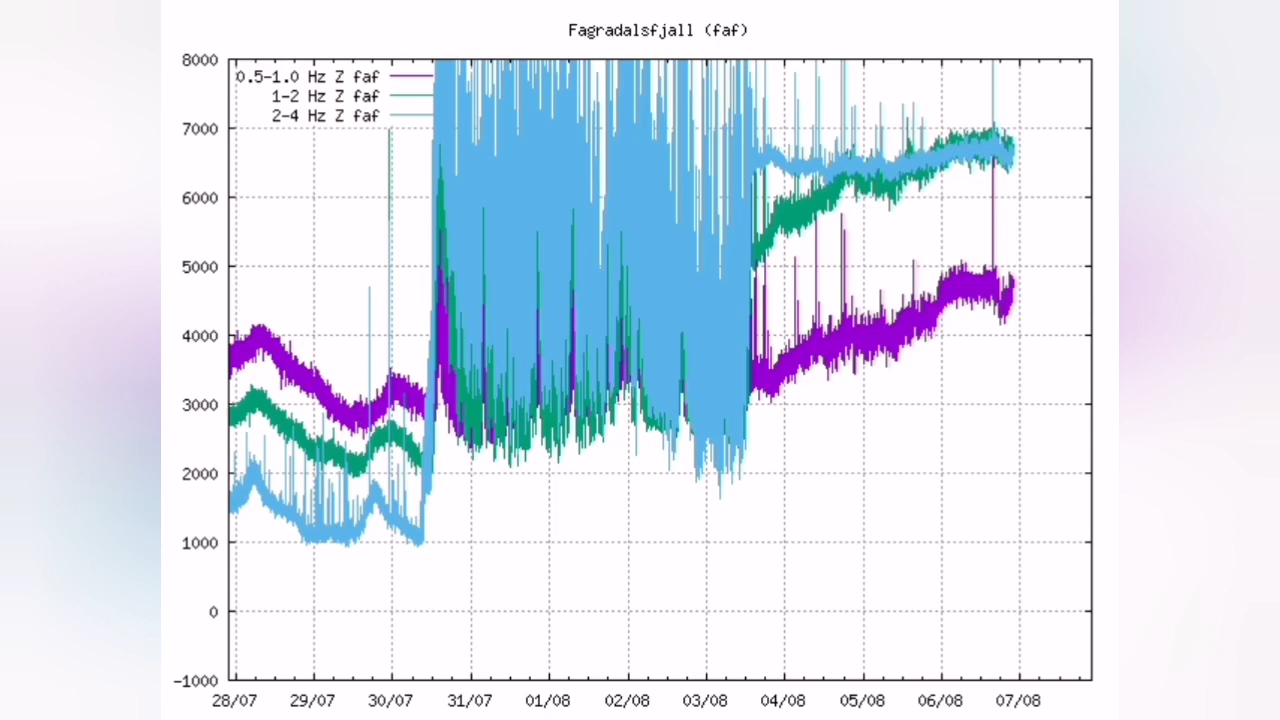 Fagradalsfjall (faf)
8000
0.5-1.0 Hz Z faf
1-2 Hz Z faf
2-4 Hz Z faf
7000
6000
5000
4000
3000
2000
1000
0
-1000
28/07 29/07 30/07 31/07 01/08 02/08 03/08 04/08 05/08 06/08 07/08